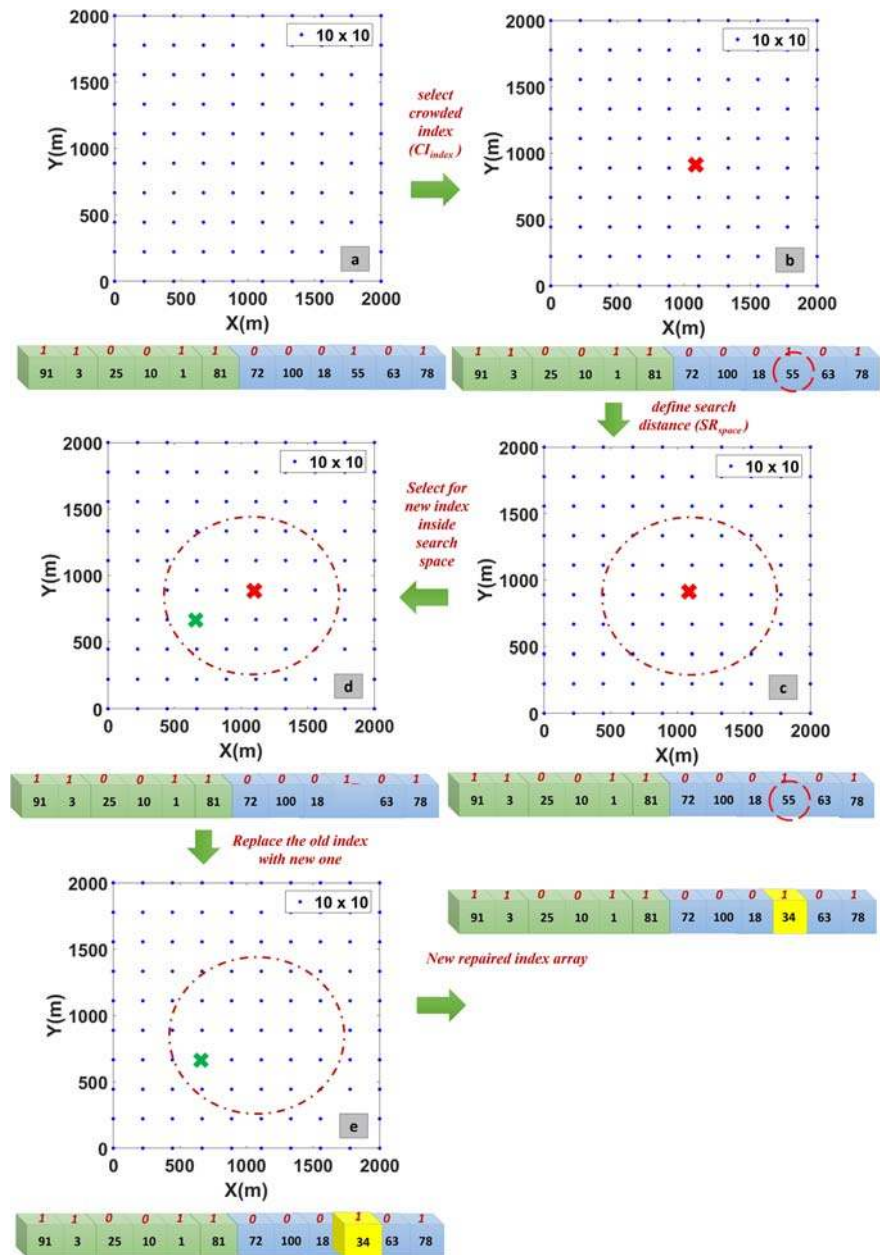 2000
1500
1000
500
0
Y(m)
10 x 10
a
0 500 1000 1500 2000
X(m)
1 1 0 0 1 1 0 0 0 1 0 1
91 3 25 10 1 81 72 100 18 55 63 78
select
crowded
index
(CI index )
2000
1500
1000
500
0
Y(m)
10 x 10
b
0 500 1000 1500 2000
X(m)
1 1 0 0 1 1 0 0 0 1 0 1
91 3 25 10 1 81 72 100 18 55 63 78
define search
distance (SR space )
2000
1500
1000
500
0
Y(m)
10 x 10
c
0 500 1000 1500 2000
X(m)
1 1 0 0 1 1 0 0 0 1 0 1
91 3 25 10 1 81 72 100 18 55 63 78
Select for
new index
inside
search
space
2000
1500
1000
500
0
Y(m)
10 x 10
d
0 500 1000 1500 2000
X(m)
1 1 0 0 1 1 0 0 0 1_ 0 1
91 3 25 10 1 81 72 100 18 63 78
Replace the old index
with new one
2000
1500
1000
500
0
Y(m)
10 x 10
e
0 500 1000 1500 2000
X(m)
1 1 0 0 1 1 0 0 0 1 0 1
91 3 25 10 1 81 72 100 18 34 63 78
New repaired index array
1 1 0 0 1 1 0 0 0 1 0 1
91 3 25 10 1 81 72 100 18 34 63 78